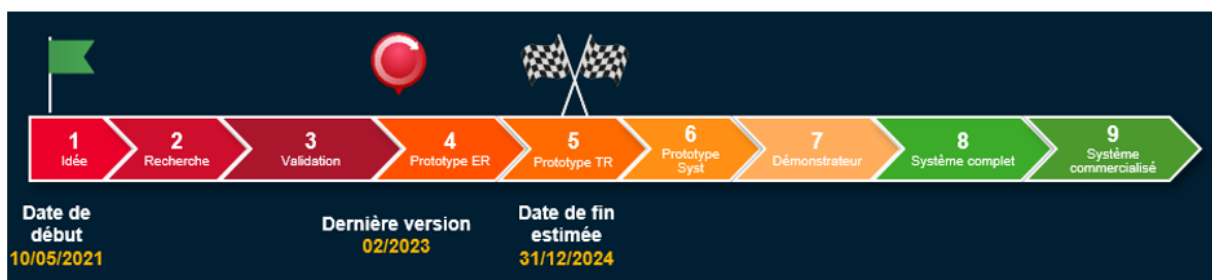 1
Idée
2
Recherche
3
Validation
4
Prototype ER
5
Prototype TR
6
Prototype
Syst
7
Démonstrateur
8
Système complet
9
Système
commercialisé
Date de
début
10/05/2021
Dernière version
02/2023
Date de fin
estimée
31/12/2024